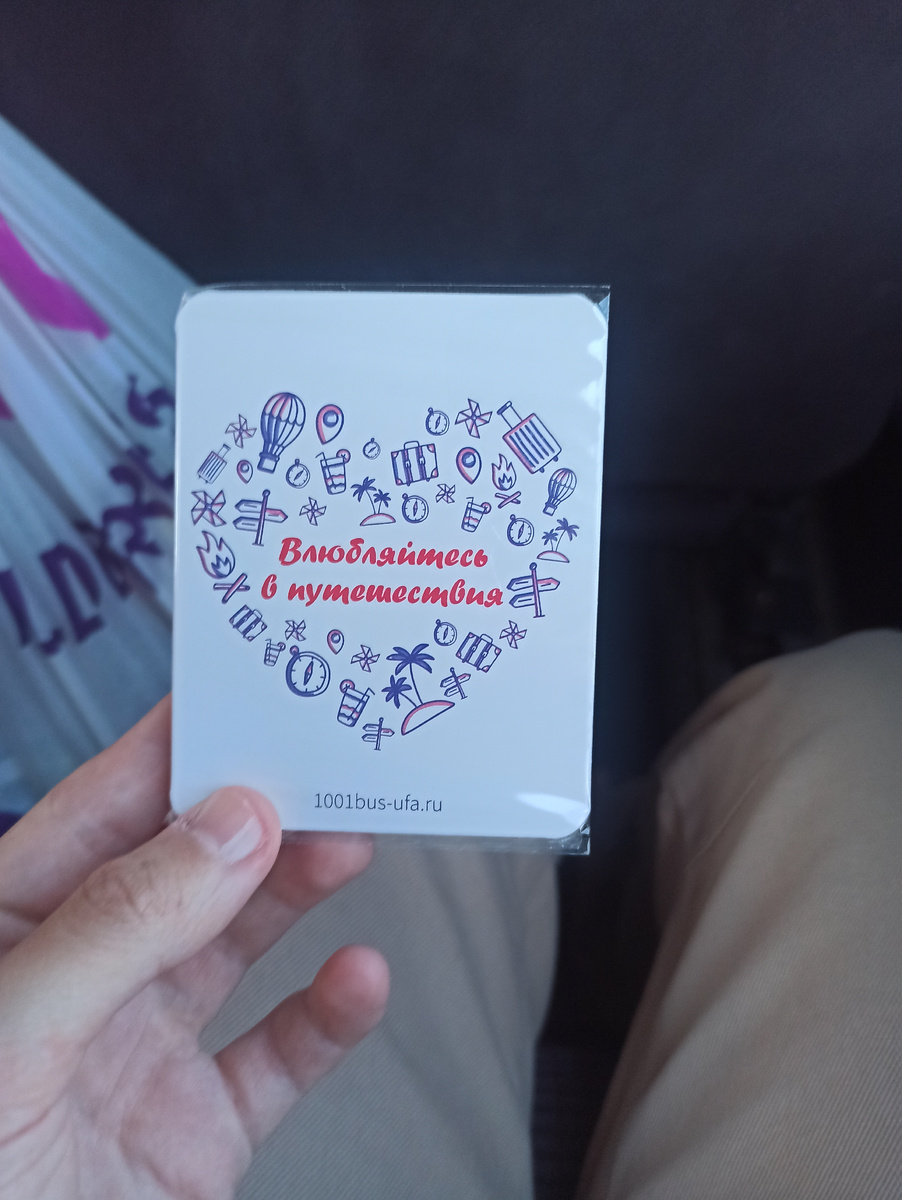 Влюбляйтесь
в путешествия
1001bus-ufa.ru